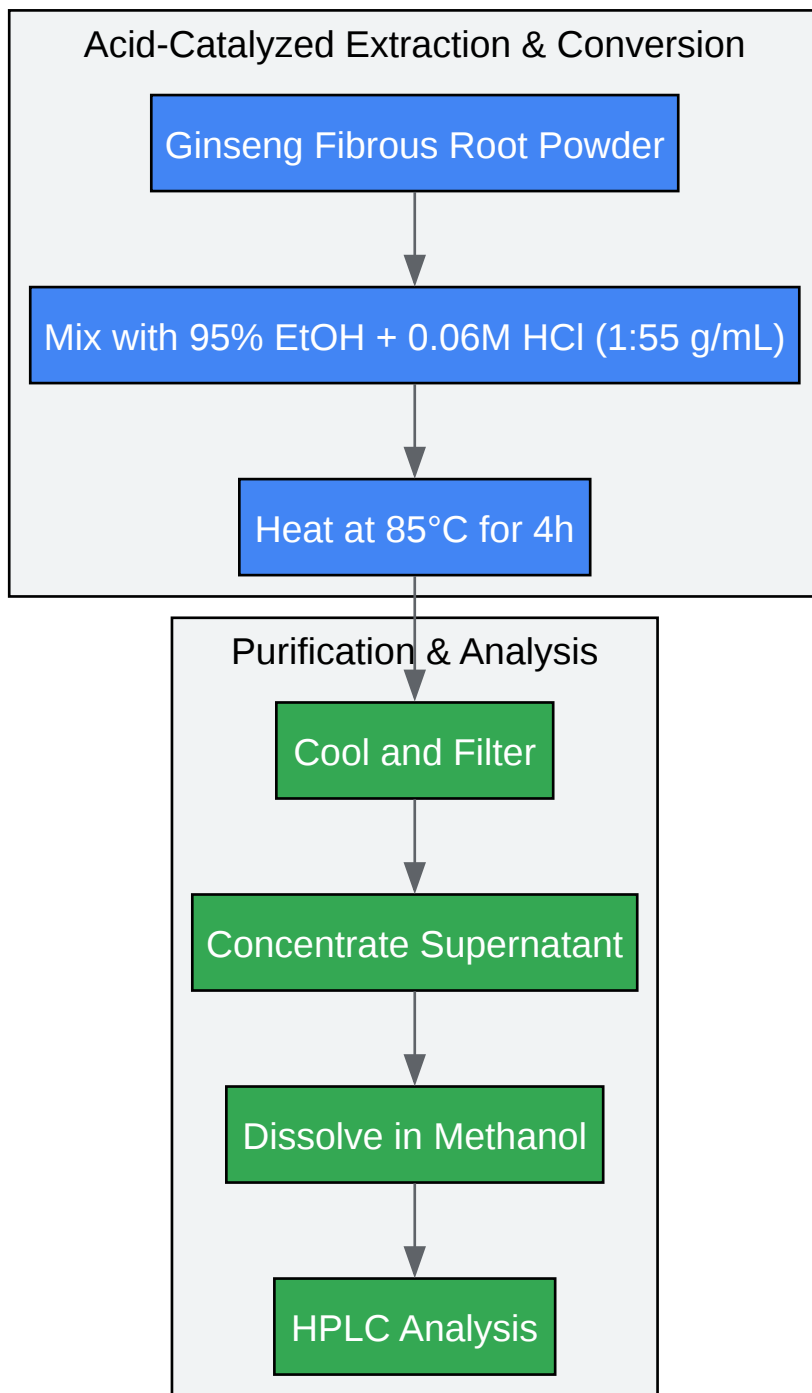 Acid-Catalyzed Extraction & Conversion
Ginseng Fibrous Root Powder
Mix with 95% EtOH + 0.06M HCl (1:55 g/mL)
Heat at 85°C for 4h
Purification & Analysis
Cool and Filter
Concentrate Supernatant
Dissolve in Methanol
HPLC Analysis